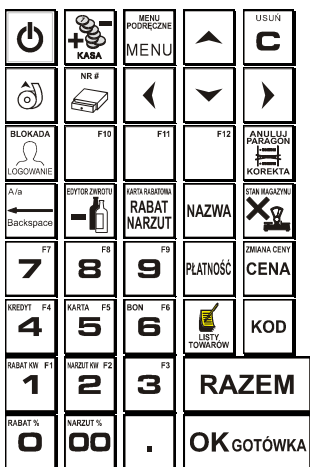 MENU
PODRĘCZNE
USUŃ
KASA
MENU
C
NR #
BLOKADA
F10
F11
F12
ANULUJ
PARAGON
LOGOWANIE
KOREKTA
A/a
EDYTOR ZWROTU
KARTA RABATOWA
STAN MAGAZYNU
RABAT
NARZUT
NAZWA
Backspace
F7
F8
F9
ZMIANA CENY
7
8
9
PŁATNOŚĆ
CENA
KREDYT F4
KARTA F5
BON F6
4
5
6
LISTY
TOWARÓW
KOD
RABAT KW F1
NARZUT KW F2
F3
1
2
3
RAZEM
RABAT %
NARZUT %
0
00
.
OK GOTÓWKA